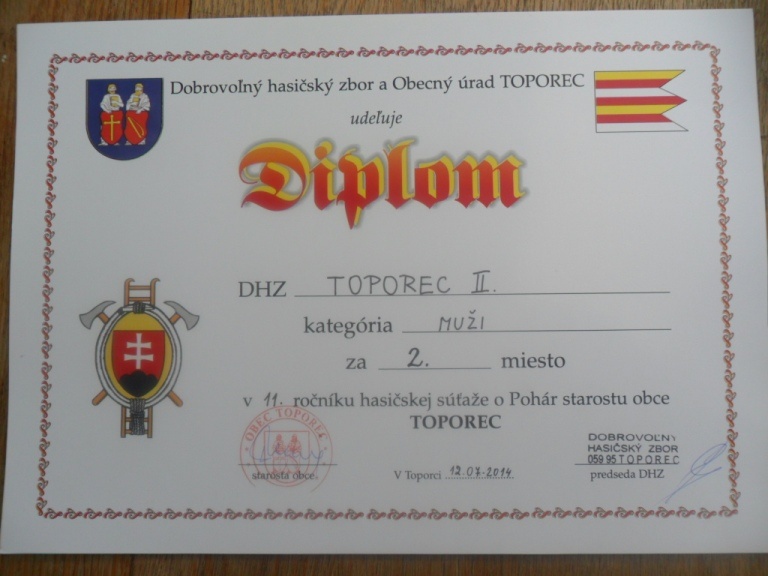 Dobrovoľný hasičský zbor a Obecný úrad TOPOREC
udeľuje
Diplom
DHZ TOPOREC II.
kategória MUŽI
za 2. miesto
v 11. ročníku hasičskej súťaže o Pohár starostu obce
TOPOREC
OBEC TOPOREC
starosta obce
V Toporci 12.07.2014
DOBROVOĽNÝ
HASIČSKÝ ZBOR
059 95 TOPOREC
predseda DHZ